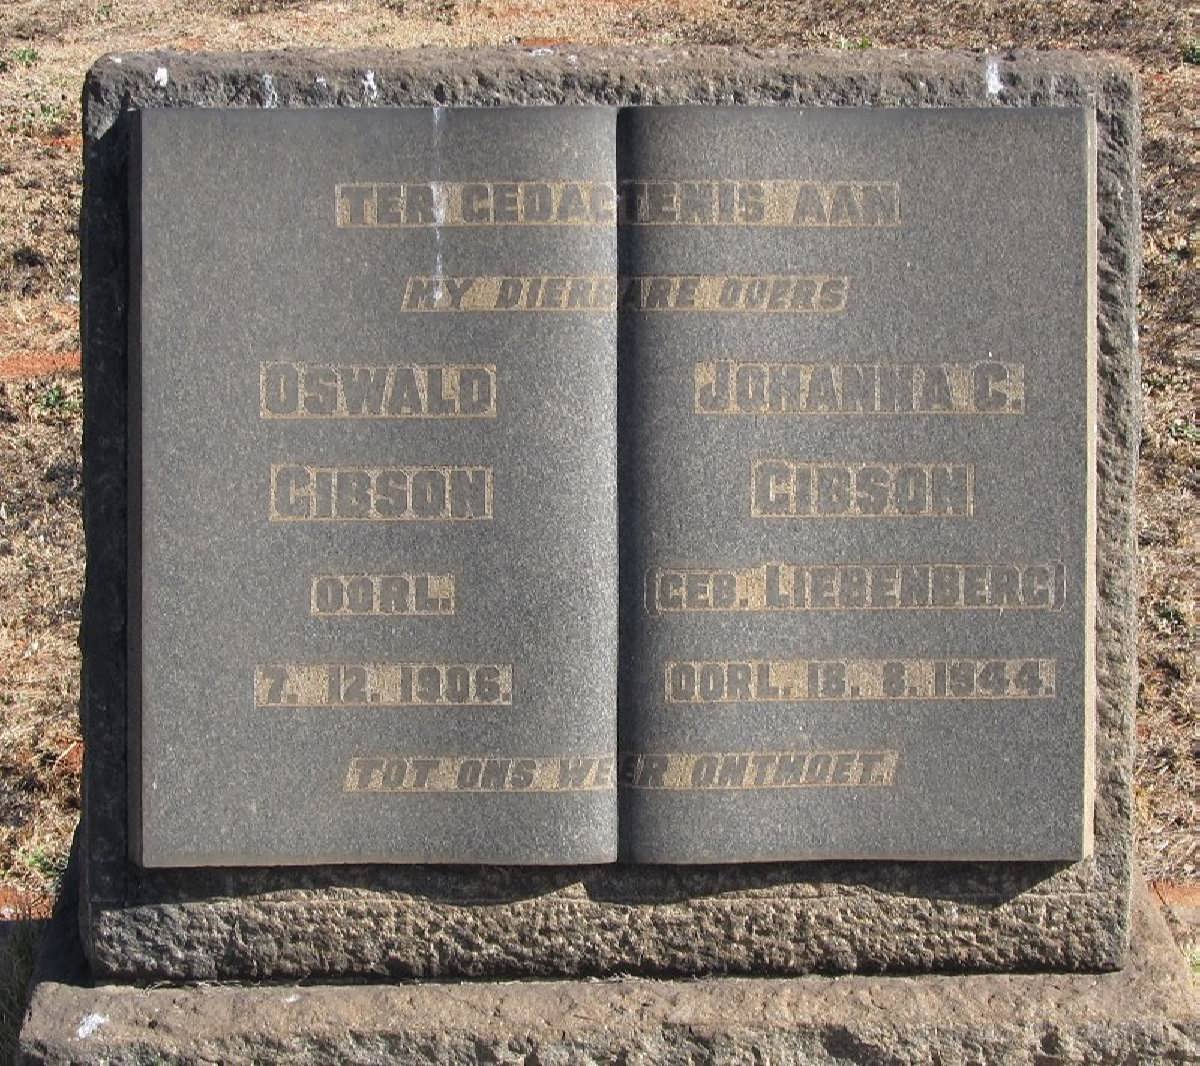 TER GEDAGTENIS AAN
MY DIERBARE OUERS
OSWALD
GIBSON
OORL.
7. 12. 1906.
JOHANNA C.
GIBSON
(GEB. LIEBENBERG)
OORL. 18. 8. 1944.
TOT ONS WEER ONTMOET.